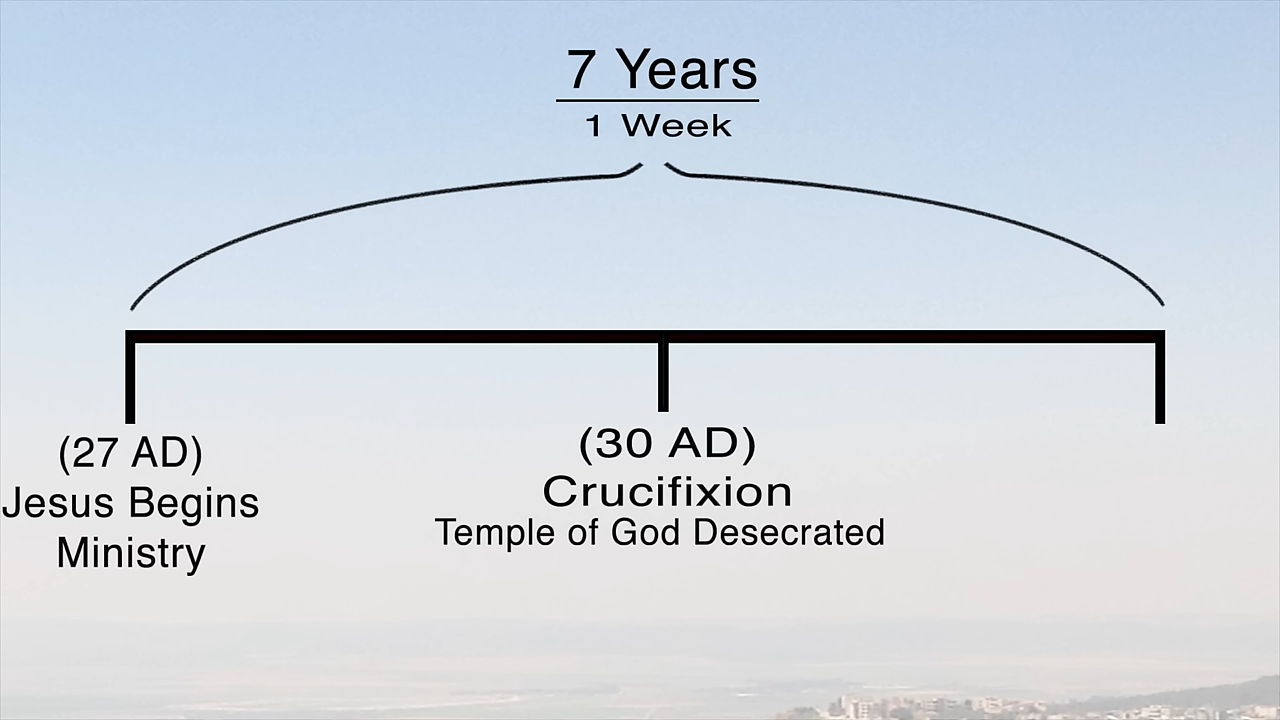 7 Years
1 Week
(27 AD)
Jesus Begins
Ministry
(30 AD)
Crucifixion
Temple of God Desecrated